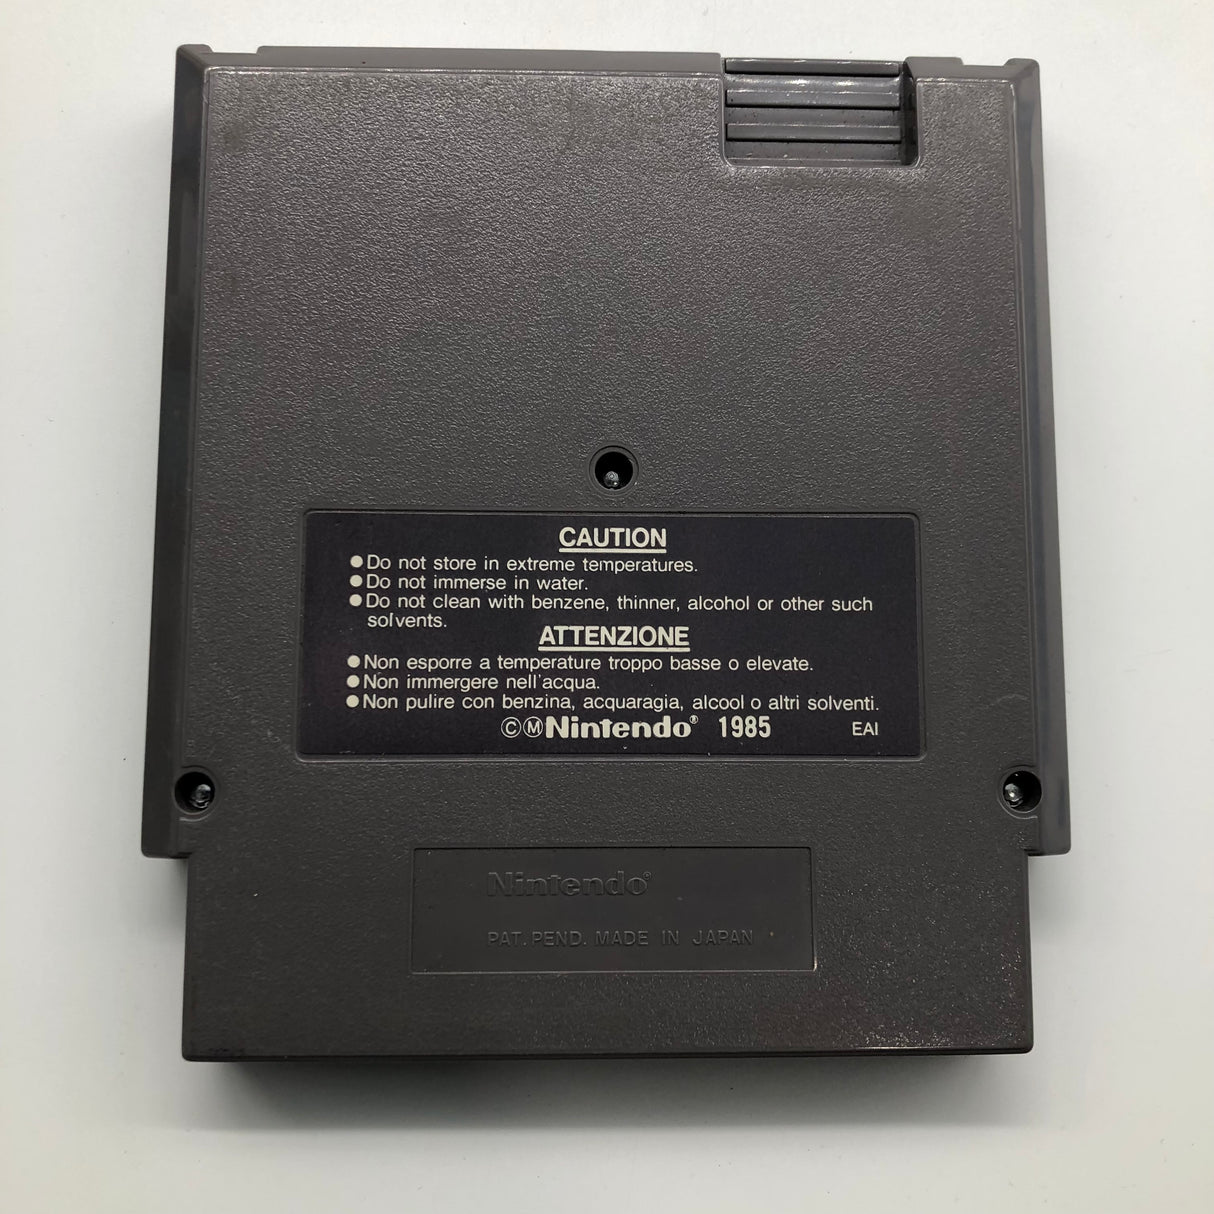 CAUTION
●Do not store in extreme temperatures.
●Do not immerse in water.
●Do not clean with benzene, thinner, alcohol or other such
solvents.
ATTENZIONE
●Non esporre a temperature troppo basse o elevate.
●Non immergere nell'acqua.
●Non pulire con benzina, acquaragia, alcool o altri solventi.
©ⓂNintendo® 1985 EAI
Nintendo®
PAT. PEND. MADE IN JAPAN